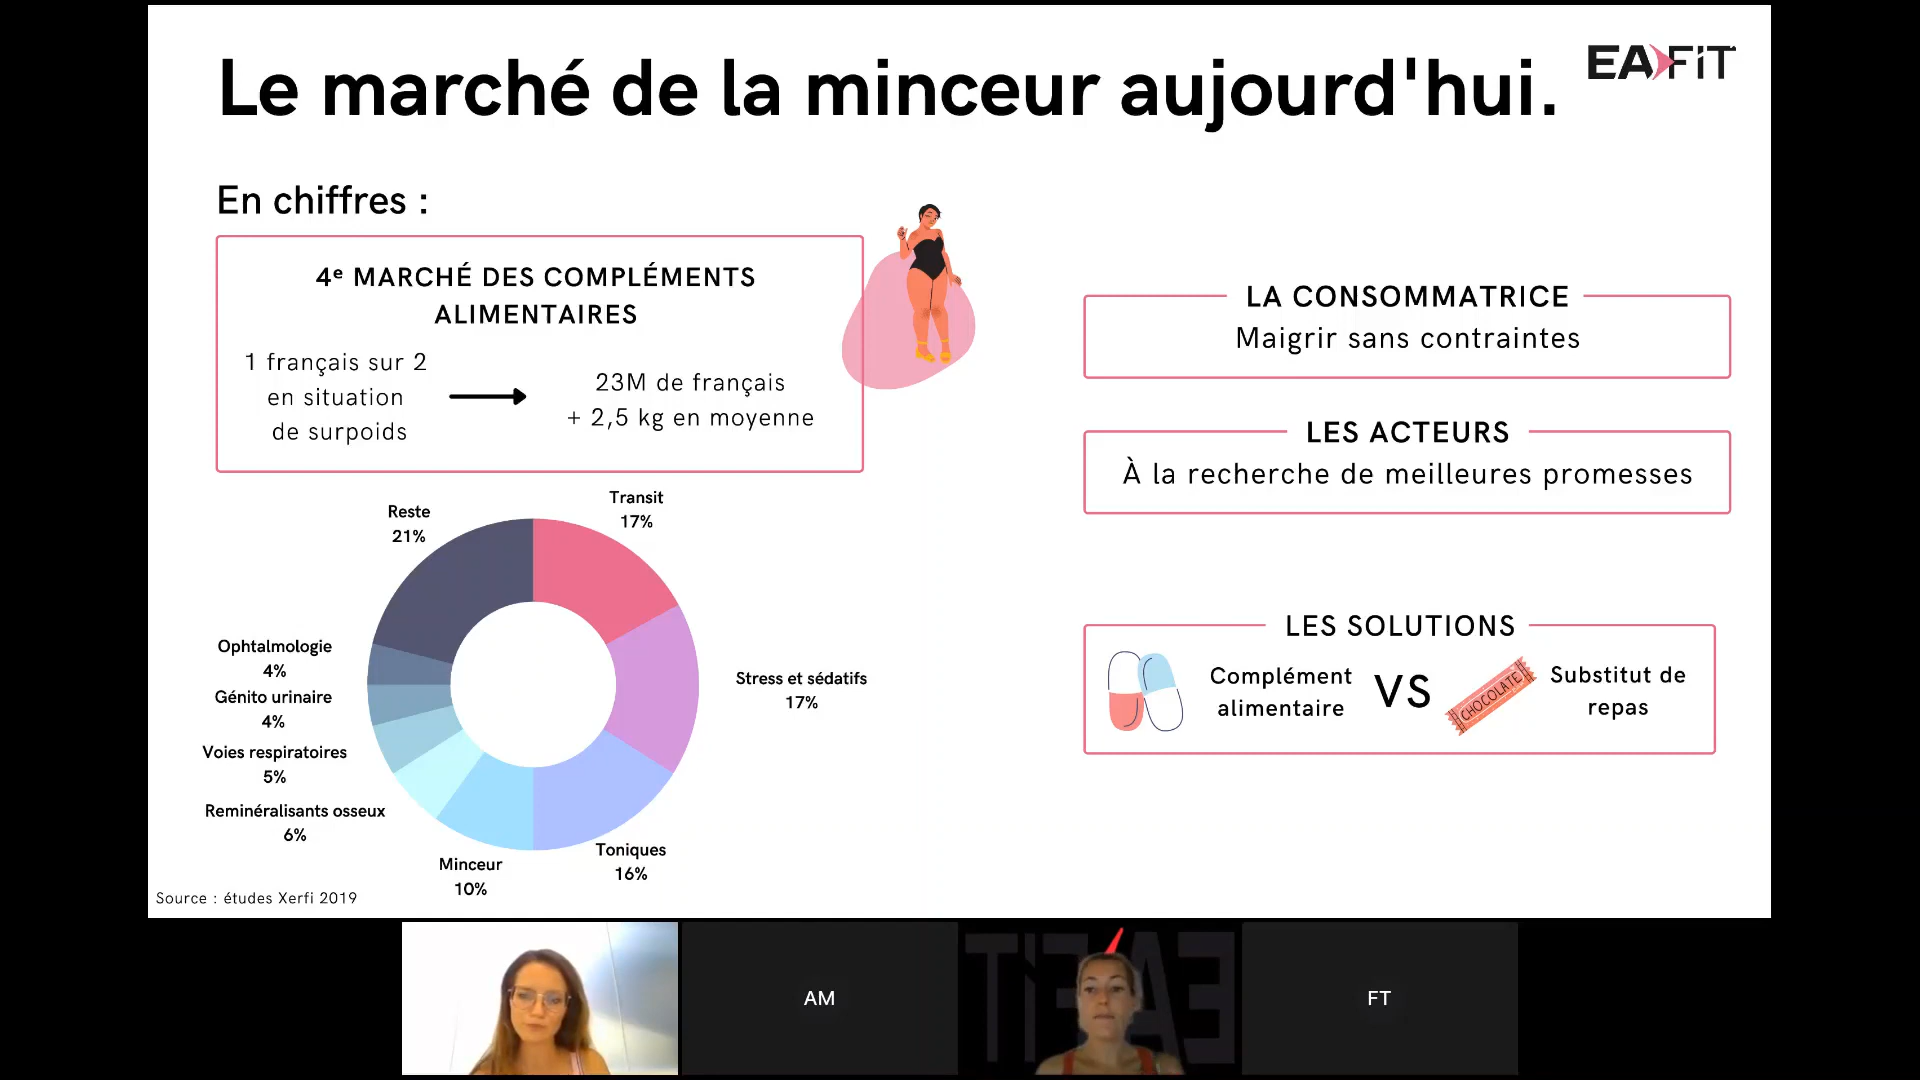 Le marché de la minceur aujourd'hui.
EAFIT
En chiffres :
4e MARCHÉ DES COMPLÉMENTS
ALIMENTAIRES
1 français sur 2
en situation
de surpoids
23M de français
+ 2,5 kg en moyenne
LA CONSOMMATRICE
Maigrir sans contraintes
LES ACTEURS
À la recherche de meilleures promesses
LES SOLUTIONS
Complément
alimentaire
VS
CHOCOLATE
Substitut de
repas
Transit
17%
Stress et sédatifs
17%
Toniques
16%
Minceur
10%
Reminéralisants osseux
6%
Voies respiratoires
5%
Génito urinaire
4%
Ophtalmologie
4%
Reste
21%
Source : études Xerfi 2019
AM
EAFIT
FT